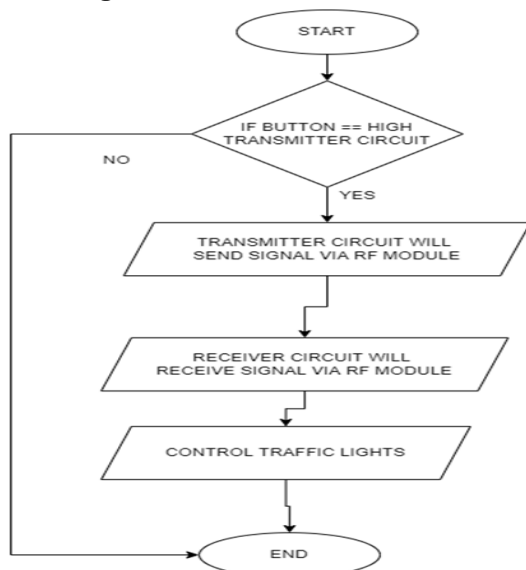 START
IF BUTTON == HIGH
TRANSMITTER CIRCUIT
NO
YES
TRANSMITTER CIRCUIT WILL
SEND SIGNAL VIA RF MODULE
RECEIVER CIRCUIT WILL
RECEIVE SIGNAL VIA RF MODULE
CONTROL TRAFFIC LIGHTS
END